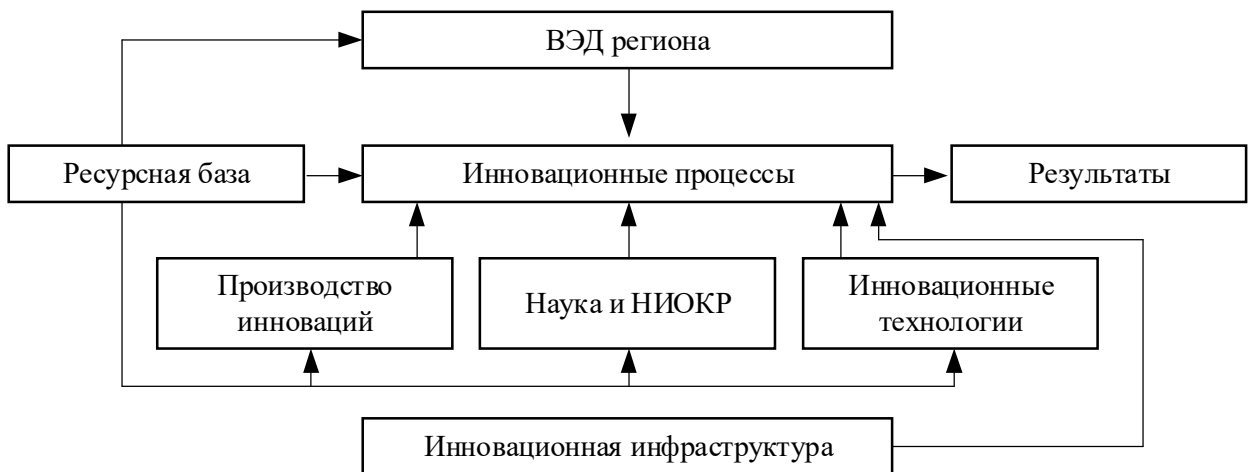 ВЭД региона
Ресурсная база
Инновационные процессы
Результаты
Производство
инноваций
Наука и НИОКР
Инновационные
технологии
Инновационная инфраструктура